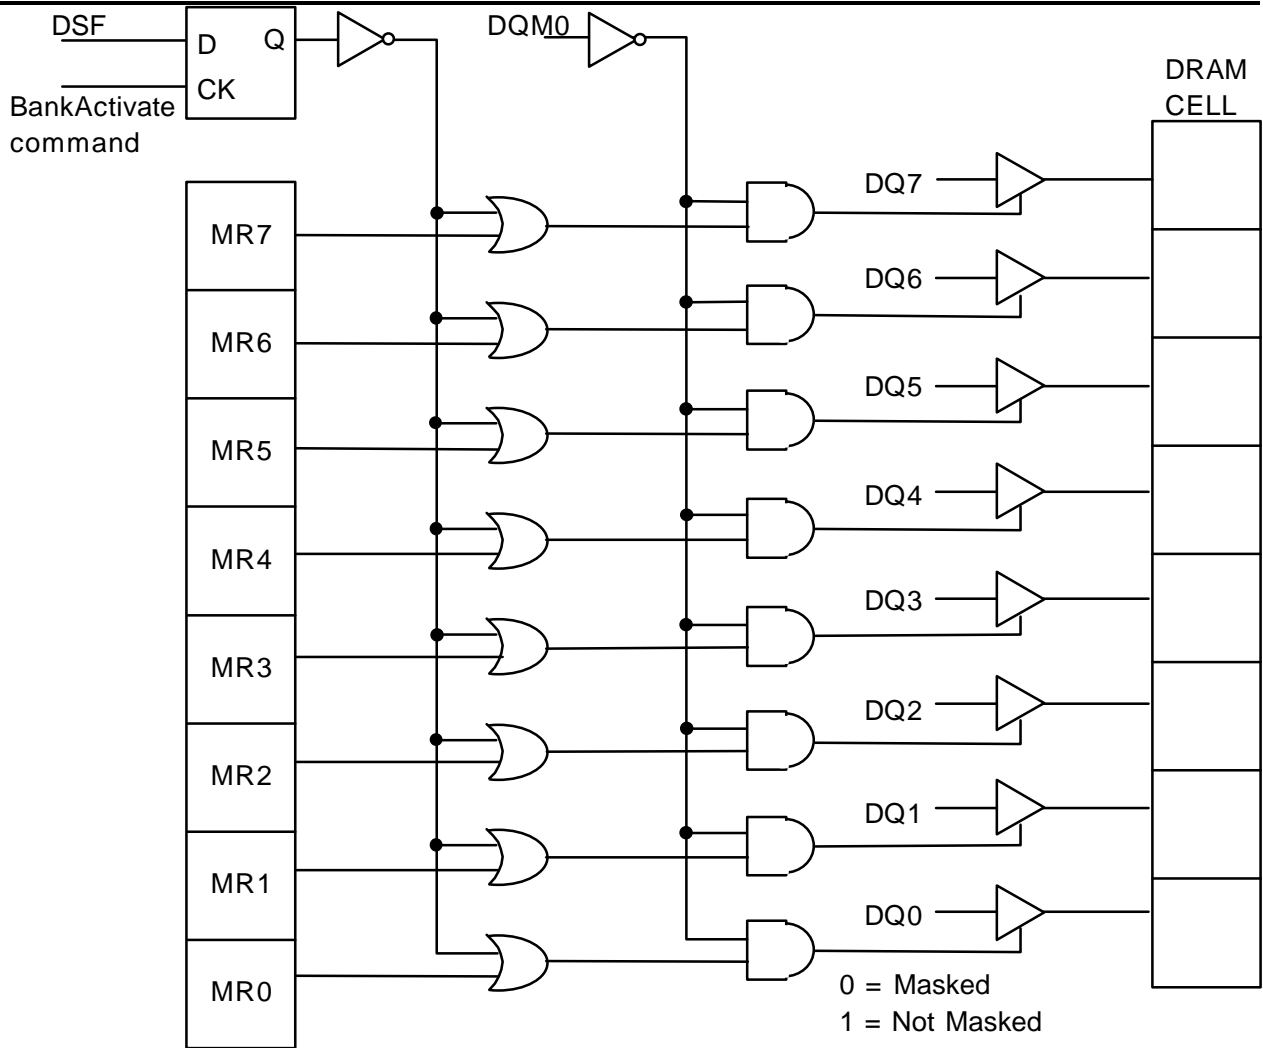 DSF
D
Q
CK
BankActivate
command
DQM0
DRAM
CELL
MR7
MR6
MR5
MR4
MR3
MR2
MR1
MR0
DQ7
DQ6
DQ5
DQ4
DQ3
DQ2
DQ1
DQ0
0 = Masked
1 = Not Masked